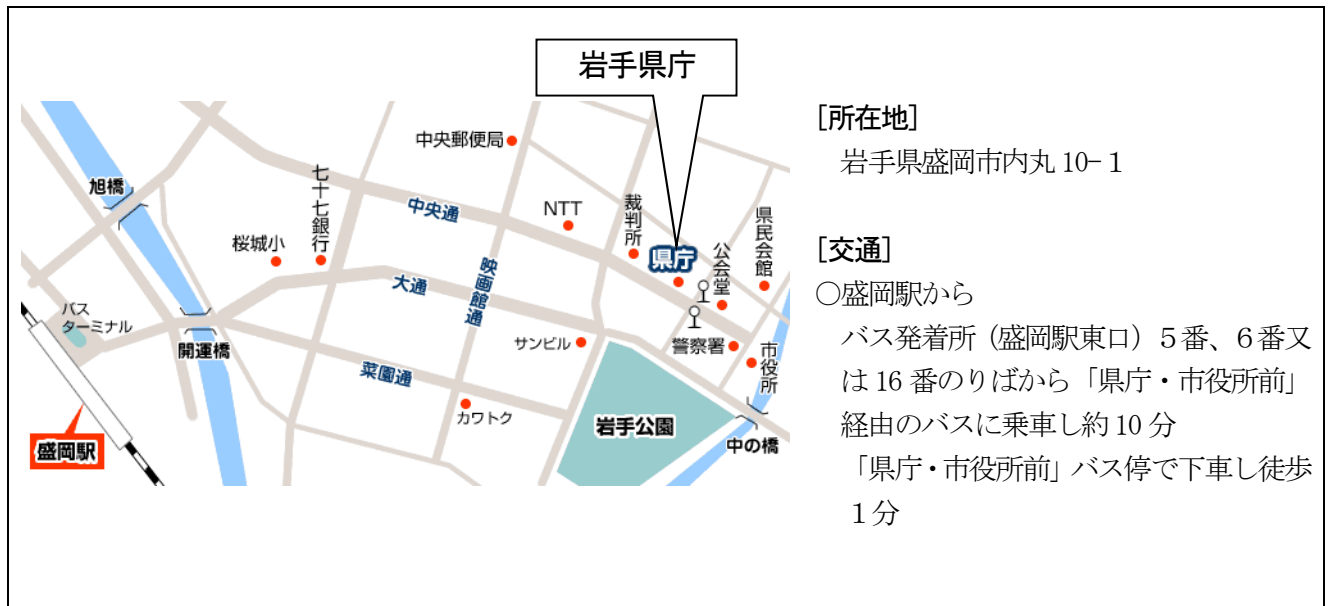 岩手県庁
中央郵便局
七十七銀行
旭橋
中央通
NTT
裁判所
県民会館
桜城小
県庁
公会堂
映画館通
大通
バス
ターミナル
開運橋
サンビル
警察署
市役所
菜園通
カワトク
岩手公園
中の橋
盛岡駅
[所在地]
岩手県盛岡市内丸 10-1
[交通]
○盛岡駅から
バス発着所（盛岡駅東口）５番、６番又
は 16 番のりばから「県庁・市役所前」
経由のバスに乗車し約 10 分
「県庁・市役所前」バス停で下車し徒歩
１分